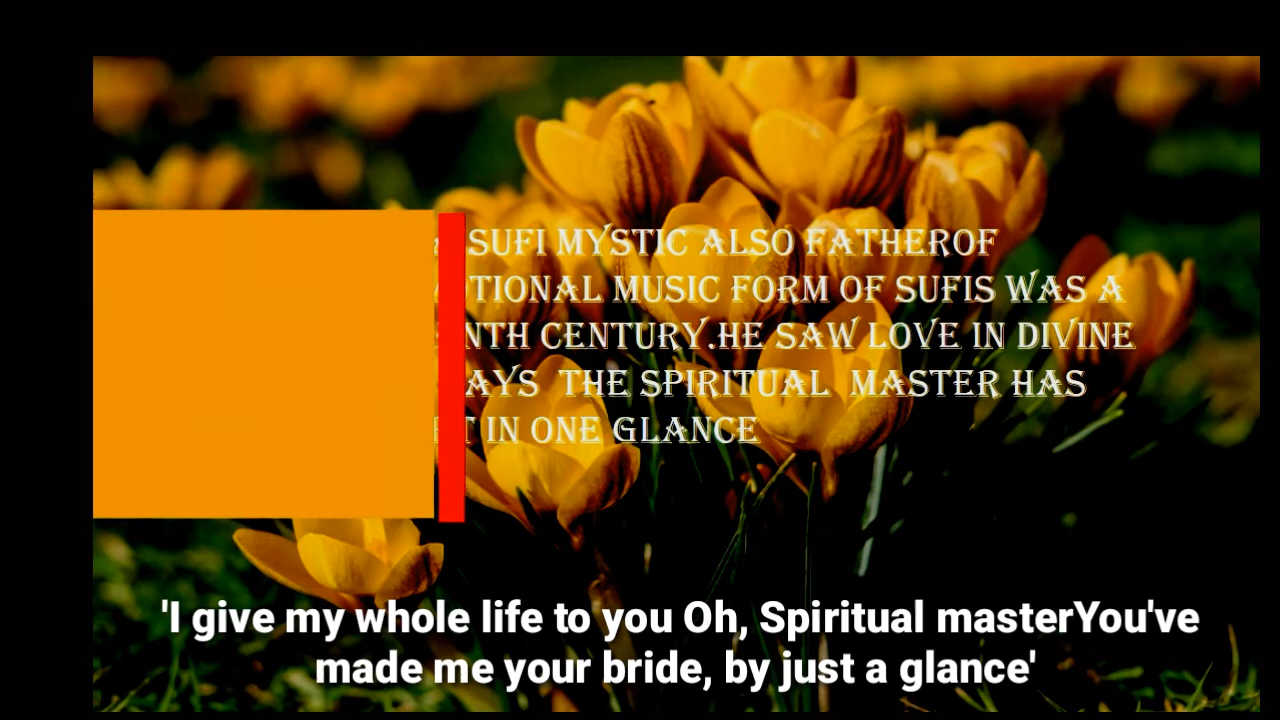 SUFI MYSTIC ALSO FATHEROF
TIONAL MUSIC FORM OF SUFIS WAS A
NTH CENTURY.HE SAW LOVE IN DIVINE
AYS THE SPIRITUAL MASTER HAS
T IN ONE GLANCE
'I give my whole life to you Oh, Spiritual masterYou've
made me your bride, by just a glance'